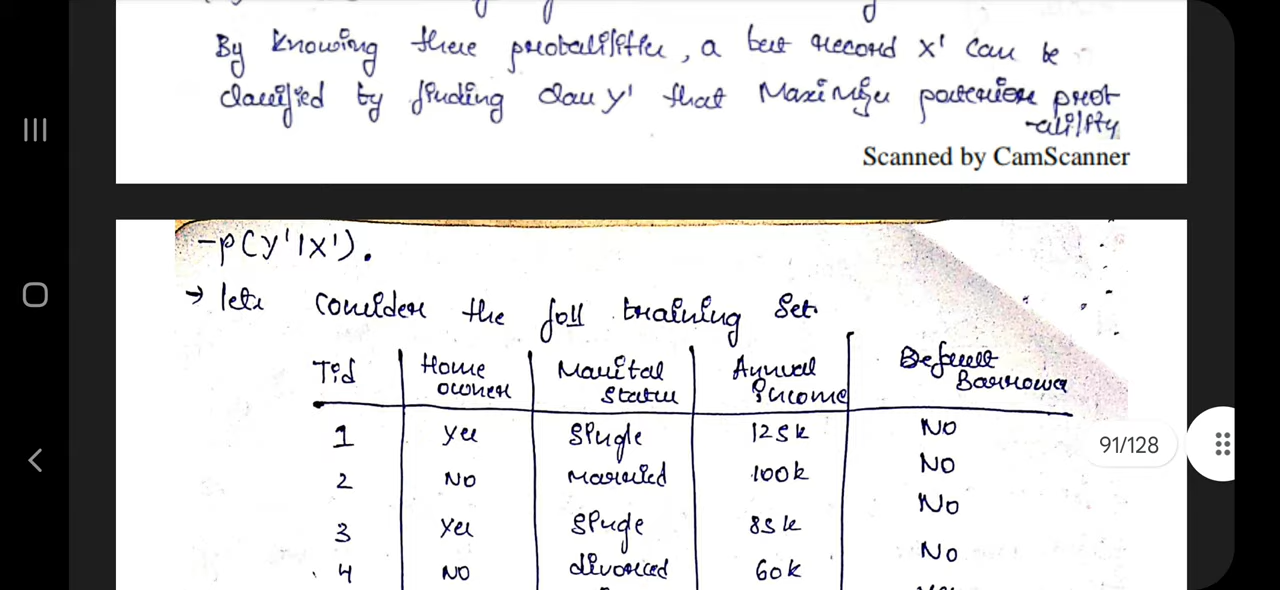 By knowing these probabilities, a test record X' can be
classified by finding class Y' that Maximizes posterior prob
-ability
Scanned by CamScanner
-P(Y'|X').
→ lets consider the foll training set.
Tid Home owner Marital Status Annual Income Default Barrower
1 Yes Single 125k NO
2 NO Married 100k NO
3 Yes Single 85k No
4 NO divorced 60k No
91/128